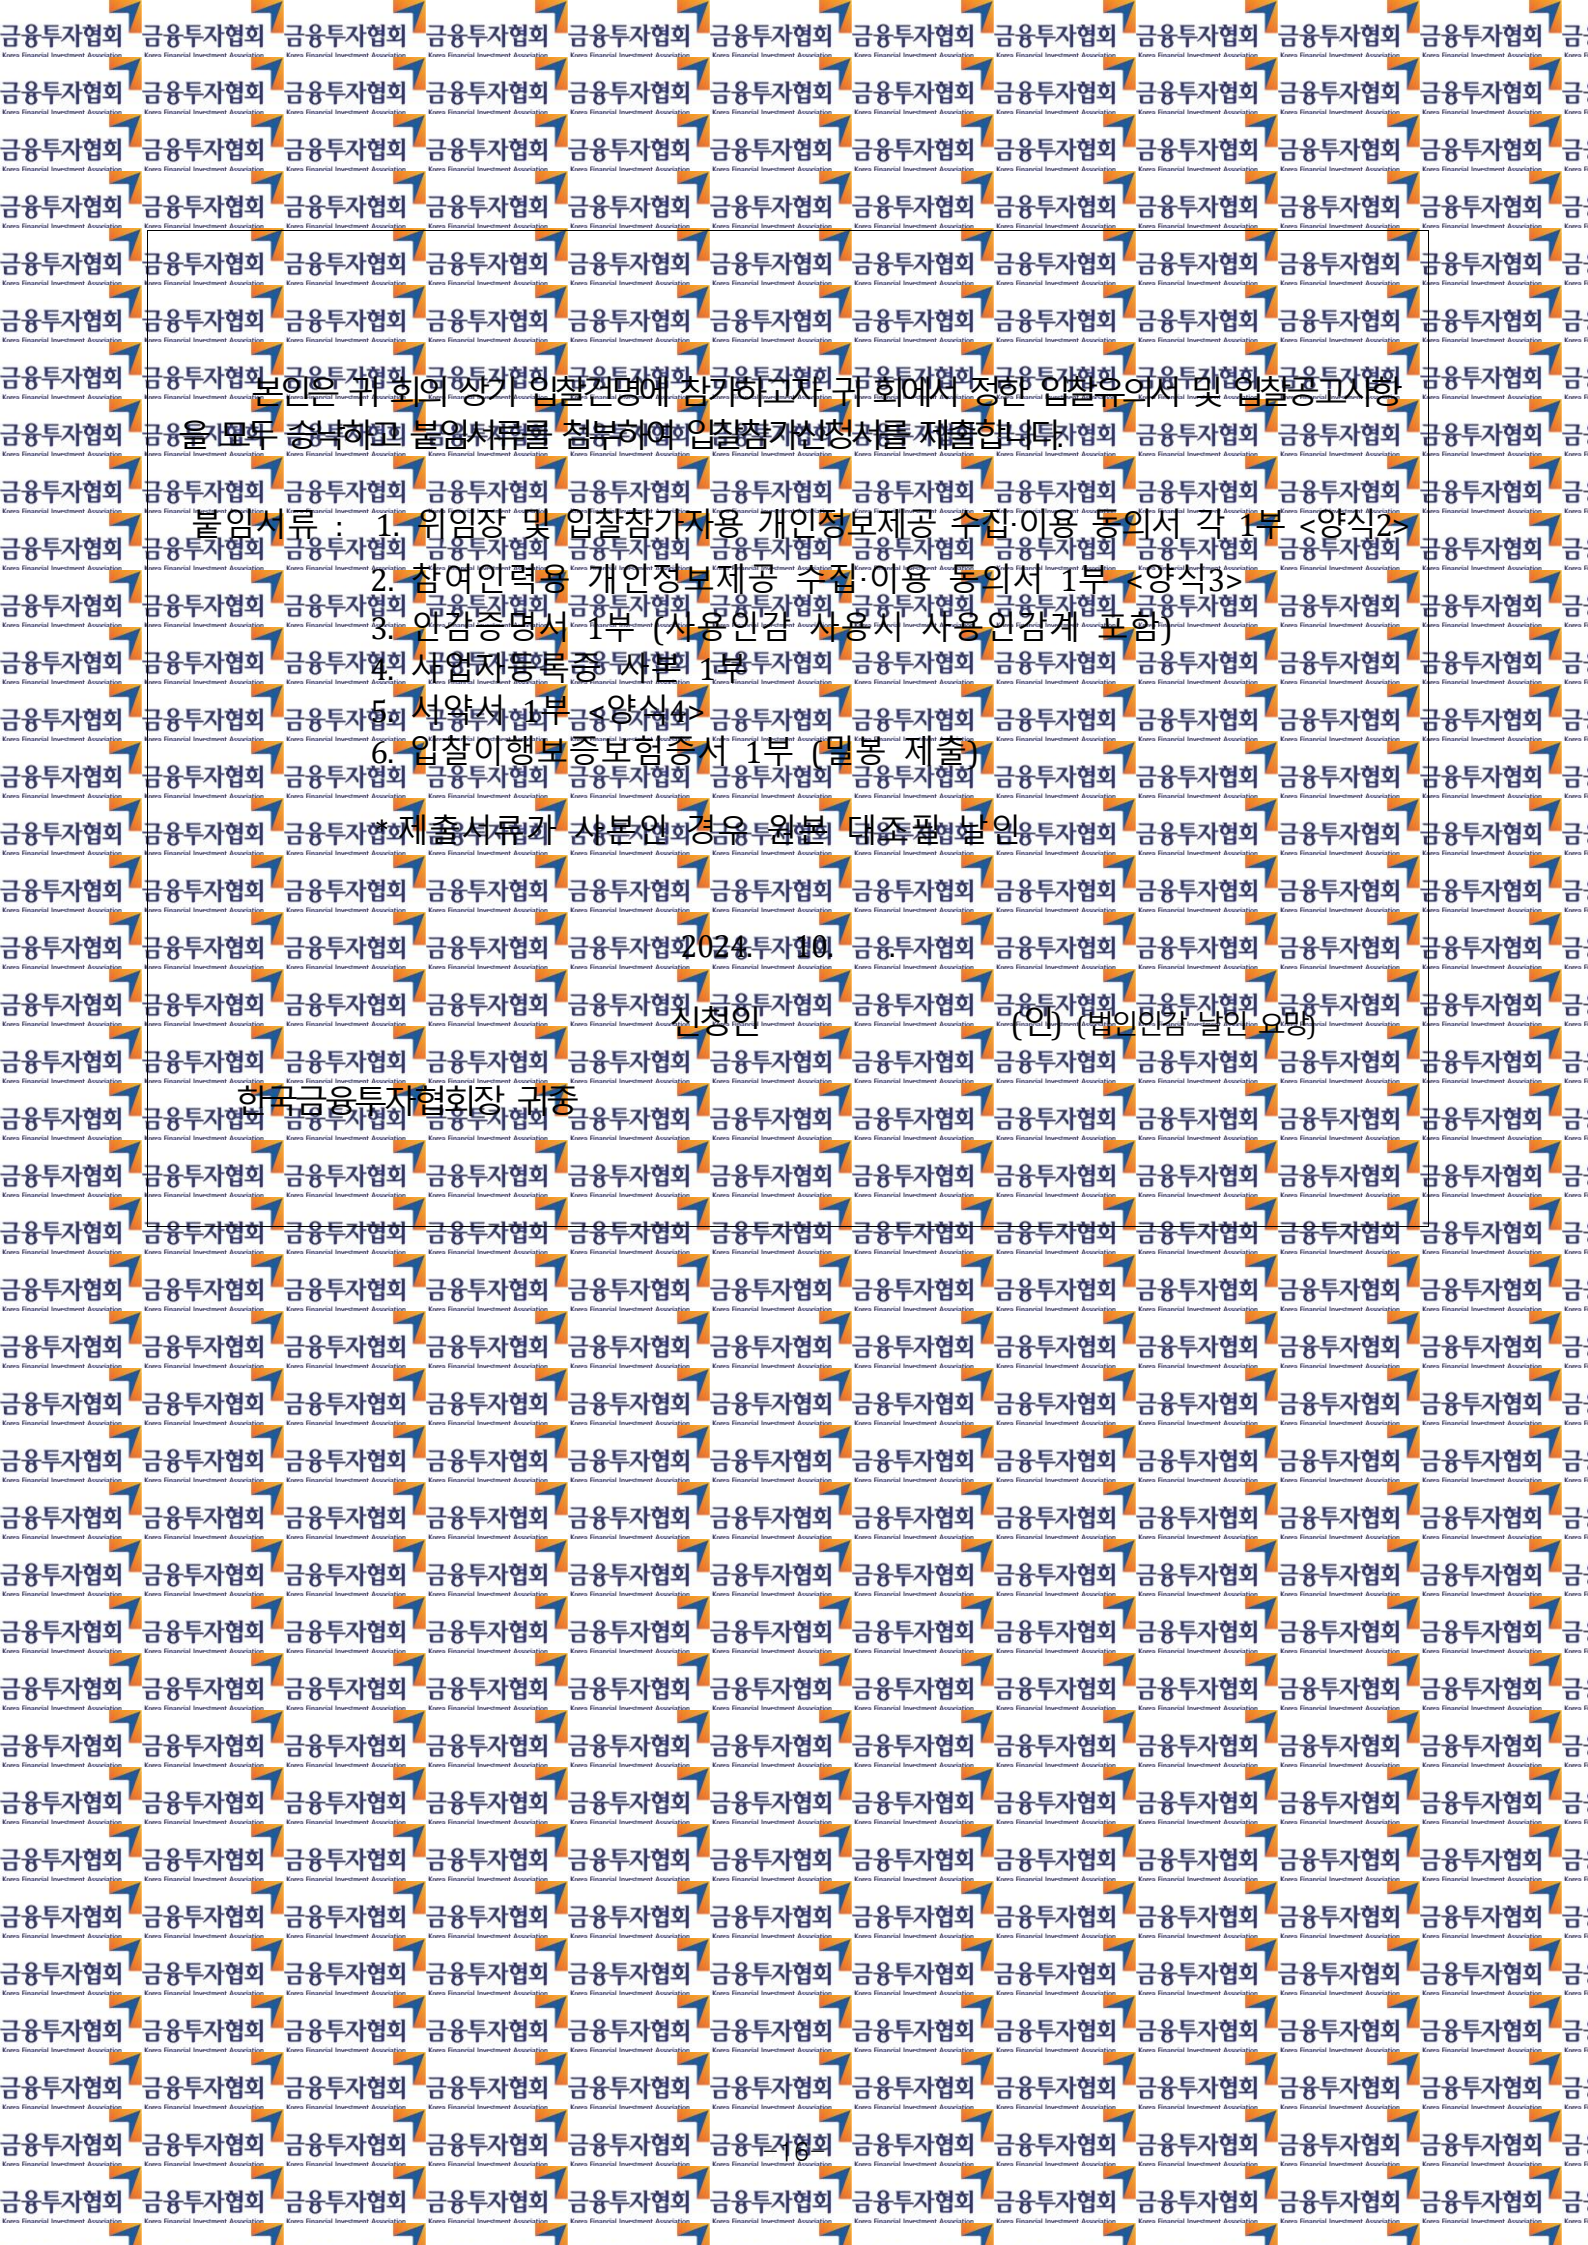 본인은 귀 회의 상기 입찰건명에 참가하고자 귀 회에서 정한 입찰유의서 및 입찰공고사항
을 모두 승낙하고 붙임서류를 첨부하여 입찰참가신청서를 제출합니다.
붙임서류 : 1. 위임장 및 입찰참가자용 개인정보제공 수집·이용 동의서 각 1부 <양식2>
2. 참여인력용 개인정보제공 수집·이용 동의서 1부 <양식3>
3. 인감증명서 1부 (사용인감 사용시 사용인감계 포함)
4. 사업자등록증 사본 1부
5. 서약서 1부 <양식4>
6. 입찰이행보증보험증서 1부 (밀봉 제출)
* 제출서류가 사본인 경우 원본 대조필 날인
2024. 10. .
신청인 (인) (법인인감 날인 요망)
한국금융투자협회장 귀중
-16-
금융투자협회
Korea Financial Investment Association